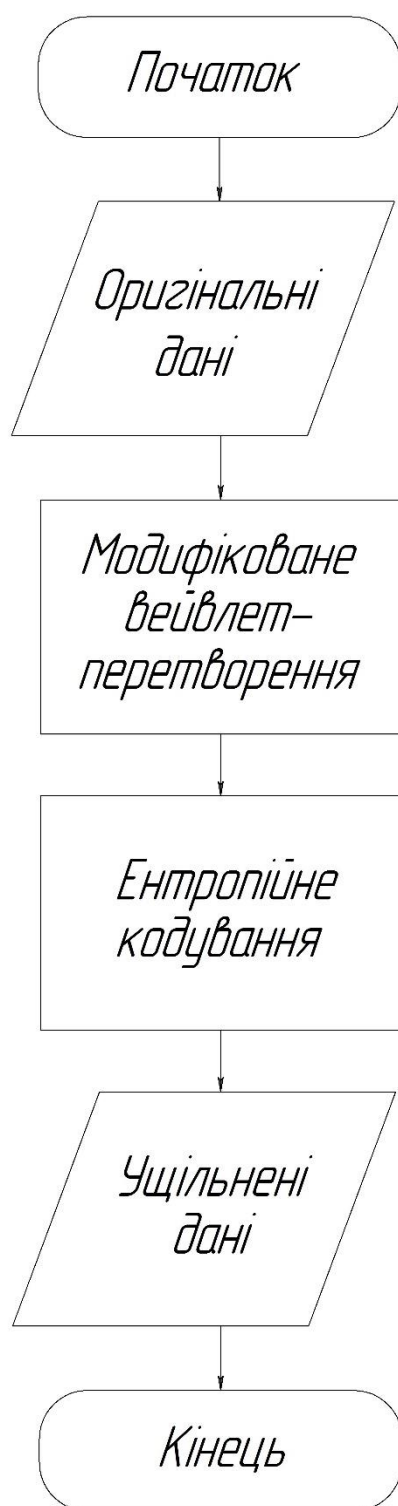 Початок
Оригінальні
дані
Модифіковане
вейвлет-
перетворення
Ентропійне
кодування
Ущільнені
дані
Кінець